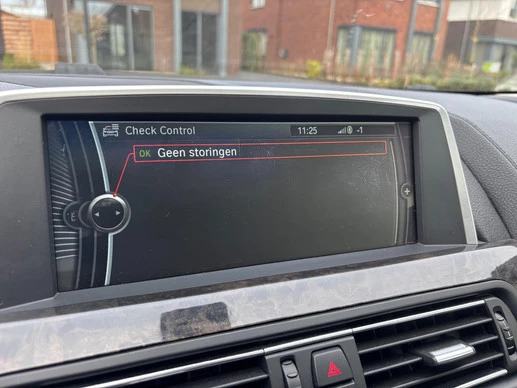 Check Control
11:25 -1
OK Geen storingen
E
+